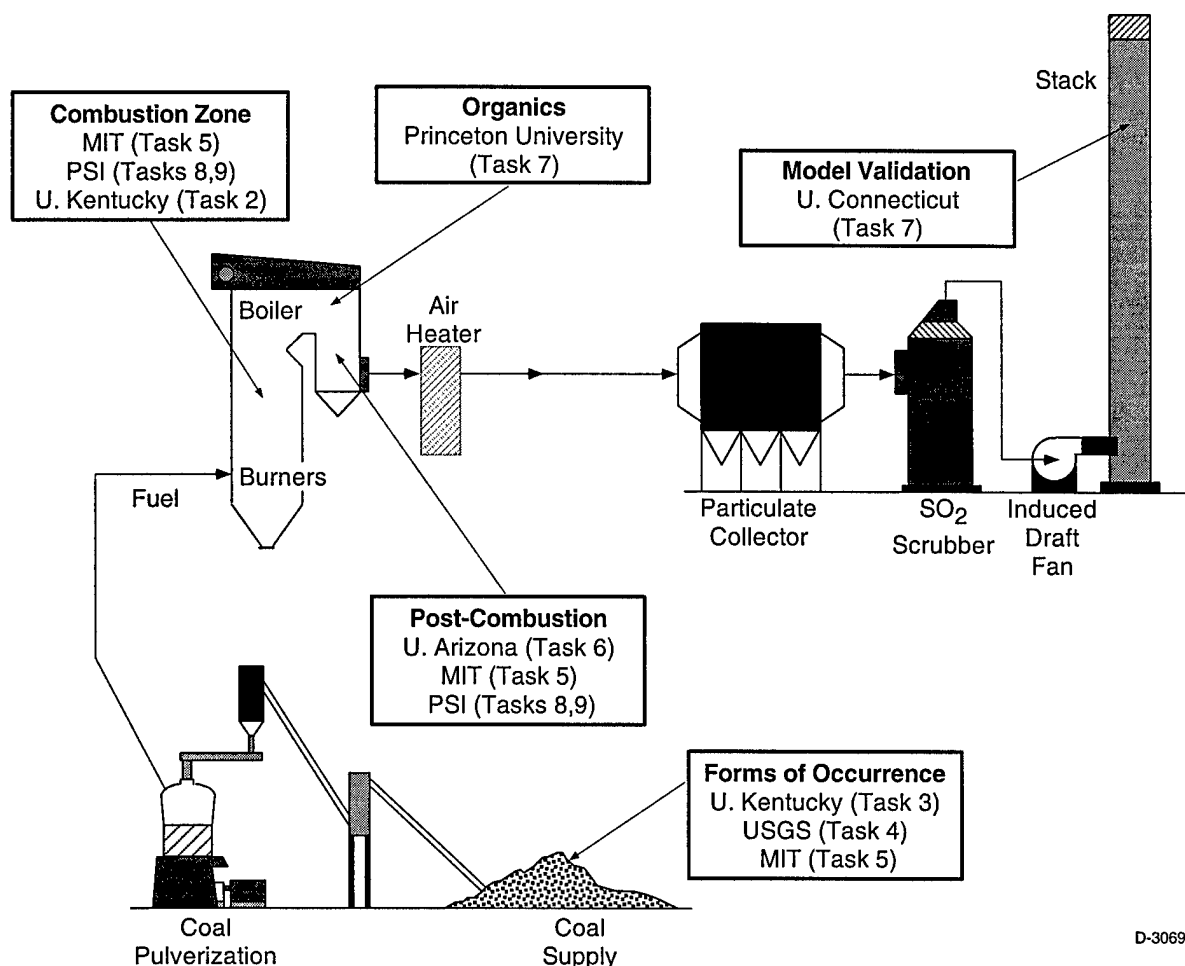 Stack
Combustion Zone
MIT (Task 5)
PSI (Tasks 8,9)
U. Kentucky (Task 2)
Organics
Princeton University
(Task 7)
Model Validation
U. Connecticut
(Task 7)
Boiler
Air
Heater
Burners
Fuel
Particulate
Collector
SO2
Scrubber
Induced
Draft
Fan
Post-Combustion
U. Arizona (Task 6)
MIT (Task 5)
PSI (Tasks 8,9)
Forms of Occurrence
U. Kentucky (Task 3)
USGS (Task 4)
MIT (Task 5)
Coal
Pulverization
Coal
Supply
D-3069